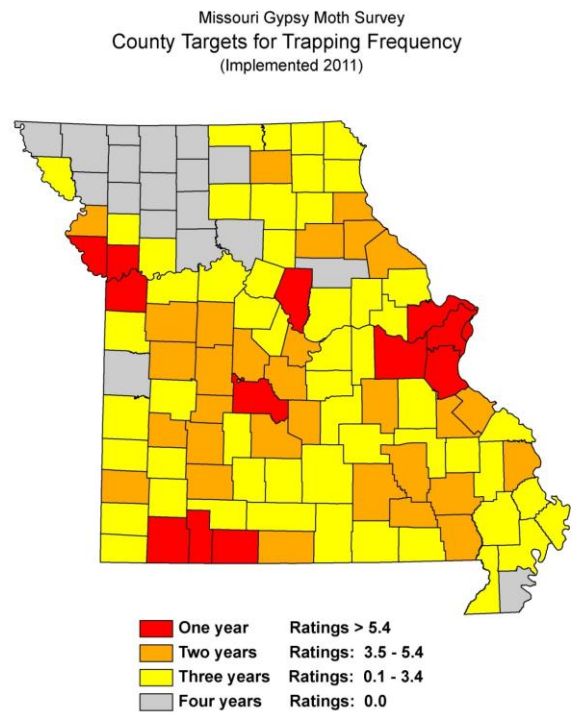 Missouri Gypsy Moth Survey
County Targets for Trapping Frequency
(Implemented 2011)
One year Ratings > 5.4
Two years Ratings: 3.5 - 5.4
Three years Ratings: 0.1 - 3.4
Four years Ratings: 0.0